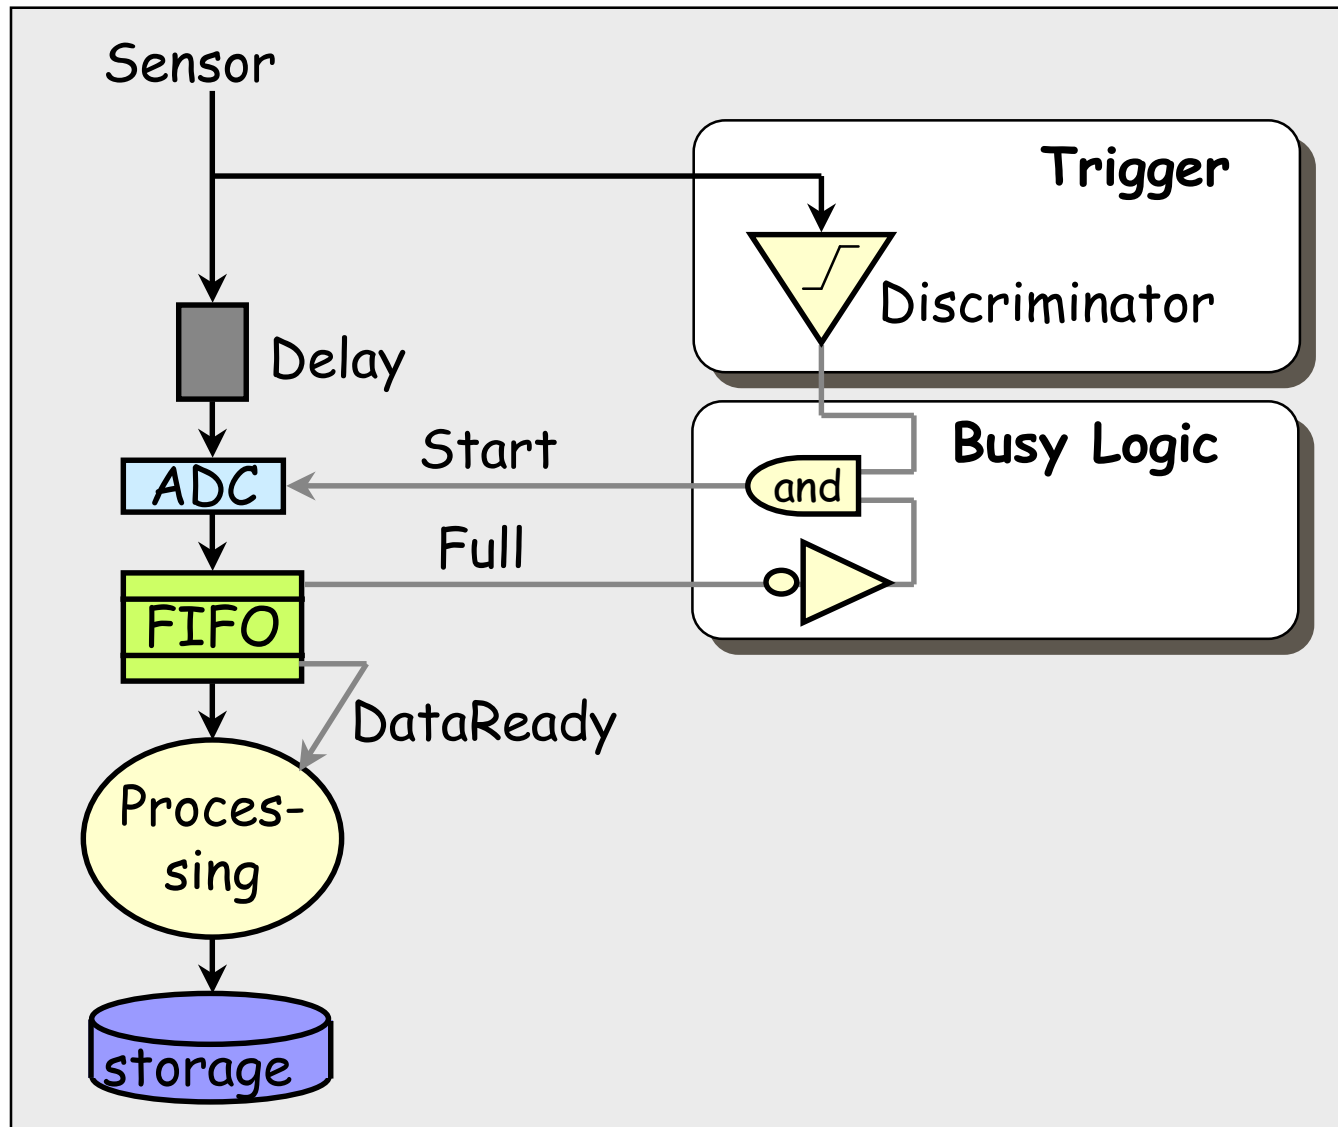 Sensor
Trigger
Discriminator
Delay
Busy Logic
Start
ADC
and
Full
FIFO
DataReady
Proces-
sing
storage